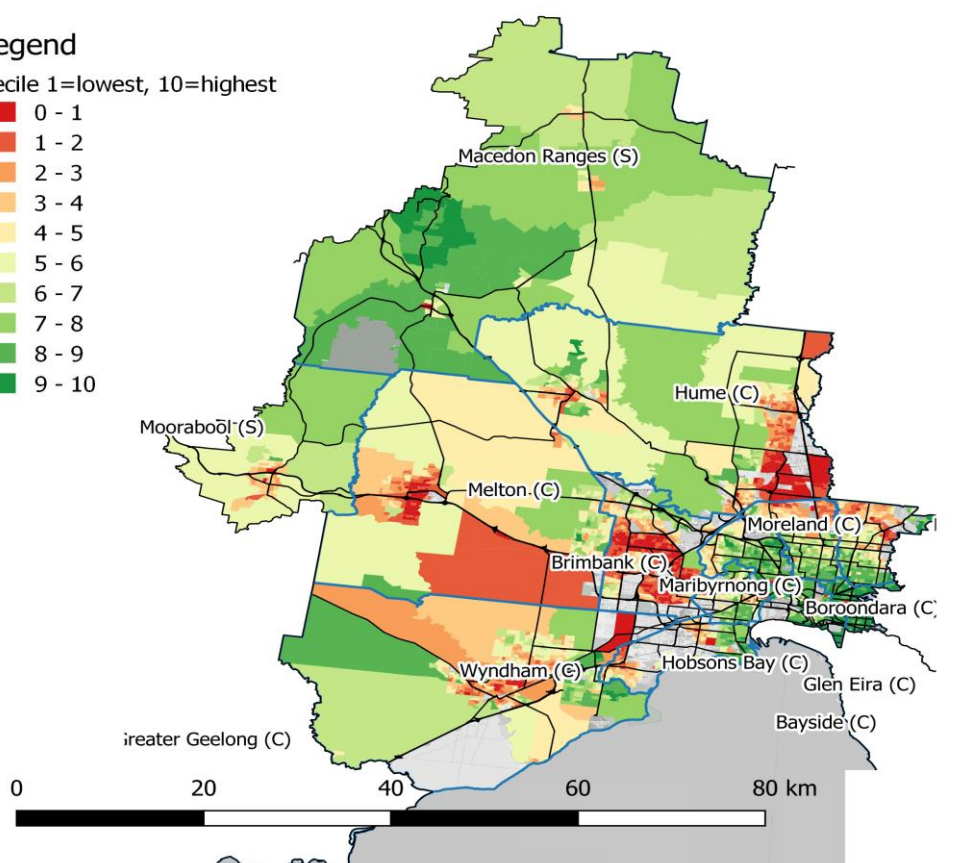 egend
ecile 1=lowest, 10=highest
0 - 1
1 - 2
2 - 3
3 - 4
4 - 5
5 - 6
6 - 7
7 - 8
8 - 9
9 - 10
Macedon Ranges (S)
Hume (C)
Moorabool (S)
Melton (C)
Moreland (C)
Brimbank (C)
Maribyrnong (C)
Boroondara (C)
Wyndham (C)
Hobsons Bay (C)
Glen Eira (C)
Bayside (C)
reater Geelong (C)
0 20 40 60 80 km